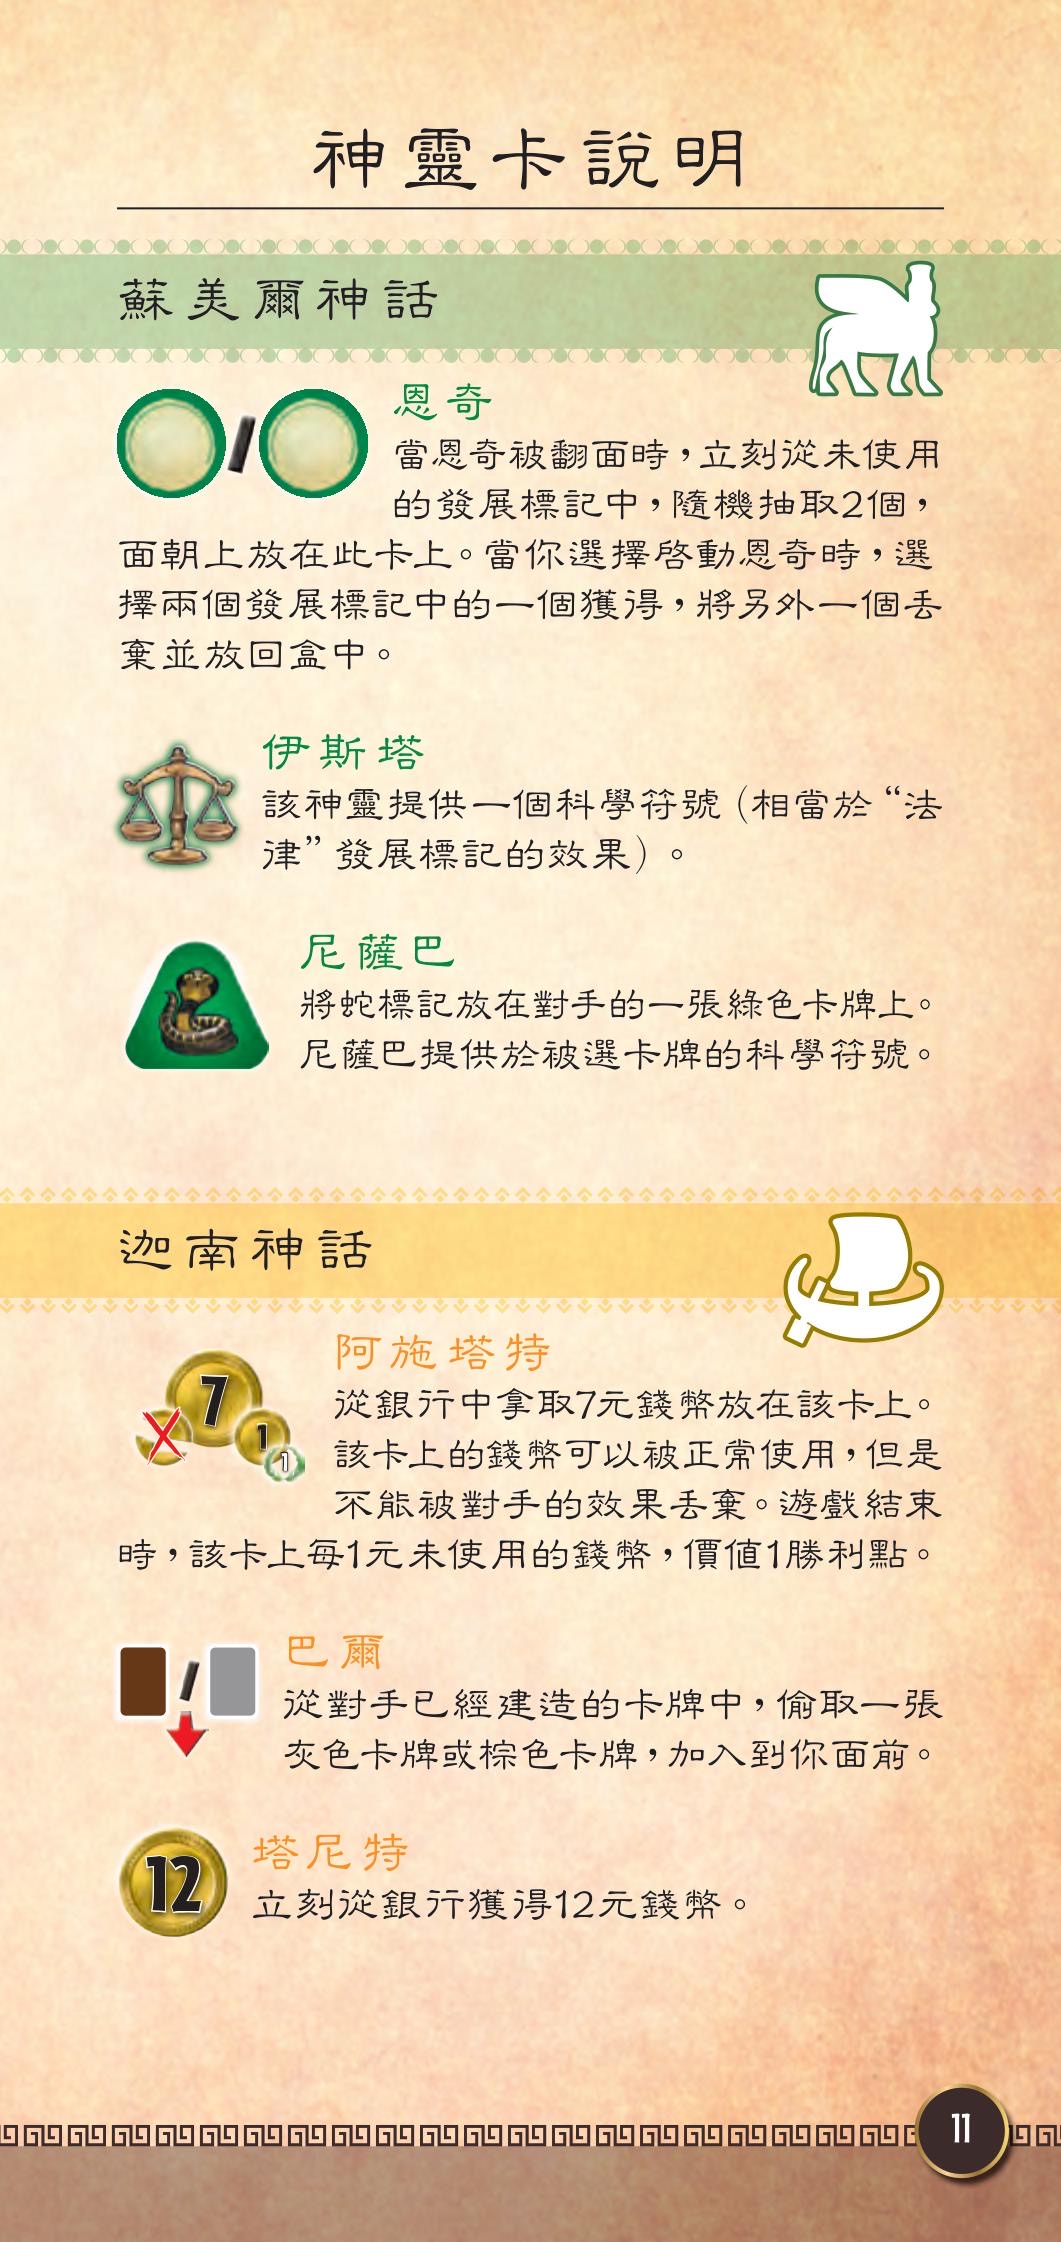 神靈卡說明
蘇美爾神話
恩奇
當恩奇被翻面時，立刻從未使用
的發展標記中，隨機抽取2個，
面朝上放在此卡上。當你選擇啓動恩奇時，選
擇兩個發展標記中的一個獲得，將另外一個丟
棄並放回盒中。
伊斯塔
該神靈提供一個科學符號（相當於“法
律”發展標記的效果）。
尼薩巴
將蛇標記放在對手的一張綠色卡牌上。
尼薩巴提供於被選卡牌的科學符號。
迦南神話
7
1
1
阿施塔特
從銀行中拿取7元錢幣放在該卡上。
該卡上的錢幣可以被正常使用，但是
不能被對手的效果丟棄。遊戲結束
時，該卡上每1元未使用的錢幣，價值1勝利點。
巴爾
從對手已經建造的卡牌中，偷取一張
灰色卡牌或棕色卡牌，加入到你面前。
12
塔尼特
立刻從銀行獲得12元錢幣。
11